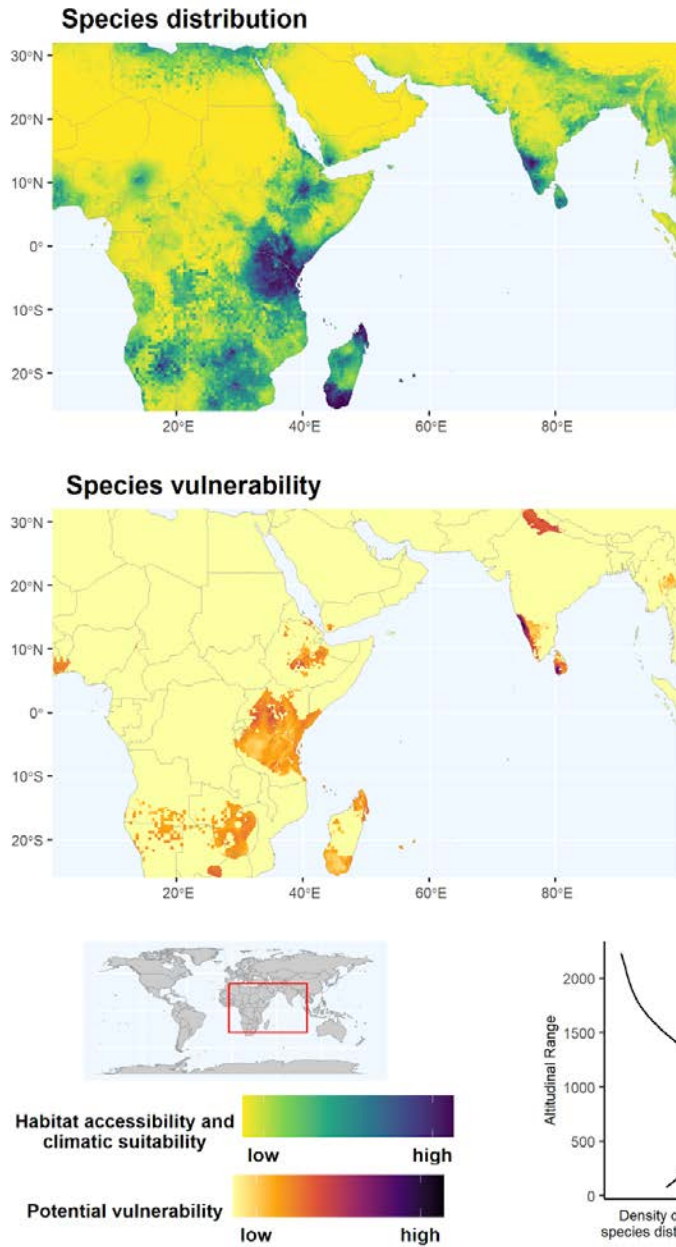 Species distribution
30°N
20°N
10°N
0°
10°S
20°S
20°E
40°E
60°E
80°E
Species vulnerability
30°N
20°N
10°N
0°
10°S
20°S
20°E
40°E
60°E
80°E
Habitat accessibility and
climatic suitability
low
high
Potential vulnerability
low
high
Altitudinal Range
2000
1500
1000
500
0
Density
species